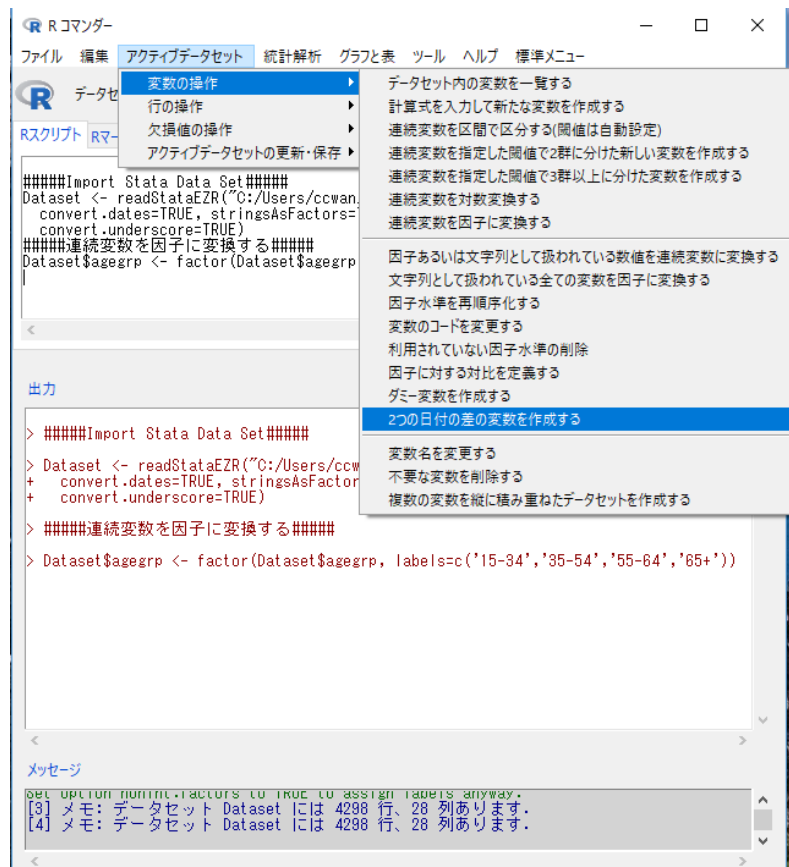 R コマンダー
ファイル 編集 アクティブデータセット 統計解析 グラフと表 ツール ヘルプ 標準メニュー
変数の操作
行の操作
欠損値の操作
アクティブデータセットの更新・保存
データセット内の変数を一覧する
計算式を入力して新たな変数を作成する
連続変数を区間で区分する(閾値は自動設定)
連続変数を指定した閾値で2群に分けた新しい変数を作成する
連続変数を指定した閾値で3群以上に分けた変数を作成する
連続変数を対数変換する
連続変数を因子に変換する
因子あるいは文字列として扱われている数値を連続変数に変換する
文字列として扱われている全ての変数を因子に変換する
因子水準を再順序化する
変数のコードを変更する
利用されていない因子水準の削除
因子に対する対比を定義する
ダミー変数を作成する
2つの日付の差の変数を作成する
変数名を変更する
不要な変数を削除する
複数の変数を縦に積み重ねたデータセットを作成する
R データセ
Rスクリプト Rマー
#####Import Stata Data Set#####
Dataset <- readStataEZR("C:/Users/ccwan,
convert.dates=TRUE, stringsAsFactors=
convert.underscore=TRUE)
#####連続変数を因子に変換する#####
Dataset$agegrp <- factor(Dataset$agegrp
出力
> #####Import Stata Data Set#####
> Dataset <- readStataEZR("C:/Users/ccw
+ convert.dates=TRUE, stringsAsFactor
+ convert.underscore=TRUE)
> #####連続変数を因子に変換する#####
> Dataset$agegrp <- factor(Dataset$agegrp, labels=c('15-34','35-54','55-64','65+'))
メッセージ
set option nonint.factors to TRUE to assign labels anyway.
[3] メモ: データセット Dataset には 4298 行、28 列あります.
[4] メモ: データセット Dataset には 4298 行、28 列あります.